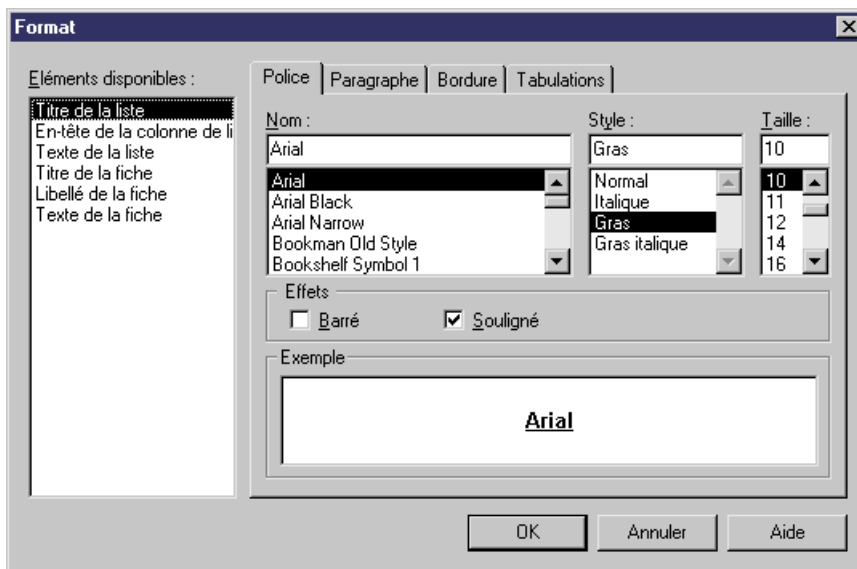 Format
Eléments disponibles :
Titre de la liste
En-tête de la colonne de li
Texte de la liste
Titre de la fiche
Libellé de la fiche
Texte de la fiche
Police
Paragraphe
Bordure
Tabulations
Nom :
Arial
Arial
Arial Black
Arial Narrow
Bookman Old Style
Bookshelf Symbol 1
Style :
Gras
Normal
Italique
Gras
Gras italique
Taille :
10
10
11
12
14
16
Effets
Barré
Souligné
Exemple
Arial
OK
Annuler
Aide